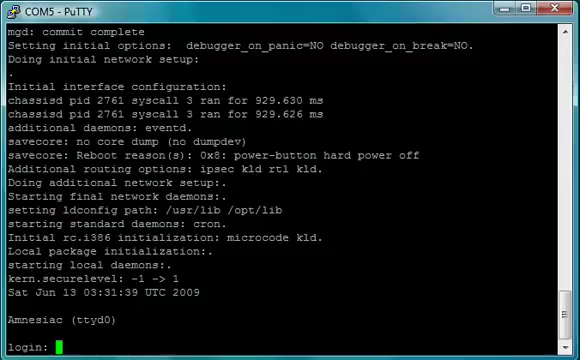 COM5 - PuTTY
mgd: commit complete
Setting initial options:  debugger_on_panic=NO debugger_on_break=NO.
Doing initial network setup:
.
Initial interface configuration:
chassisd pid 2761 syscall 3 ran for 929.630 ms
chassisd pid 2761 syscall 3 ran for 929.626 ms
additional daemons: eventd.
savecore: no core dump (no dumpdev)
savecore: Reboot reason(s): 0x8: power-button hard power off
Additional routing options: ipsec kld rtl kld.
Doing additional network setup:.
Starting final network daemons:.
setting ldconfig path: /usr/lib /opt/lib
starting standard daemons: cron.
Initial rc.i386 initialization: microcode kld.
Local package initialization:.
starting local daemons:.
kern.securelevel: -1 -> 1
Sat Jun 13 03:31:39 UTC 2009
Amnesiac (ttyd0)
login: